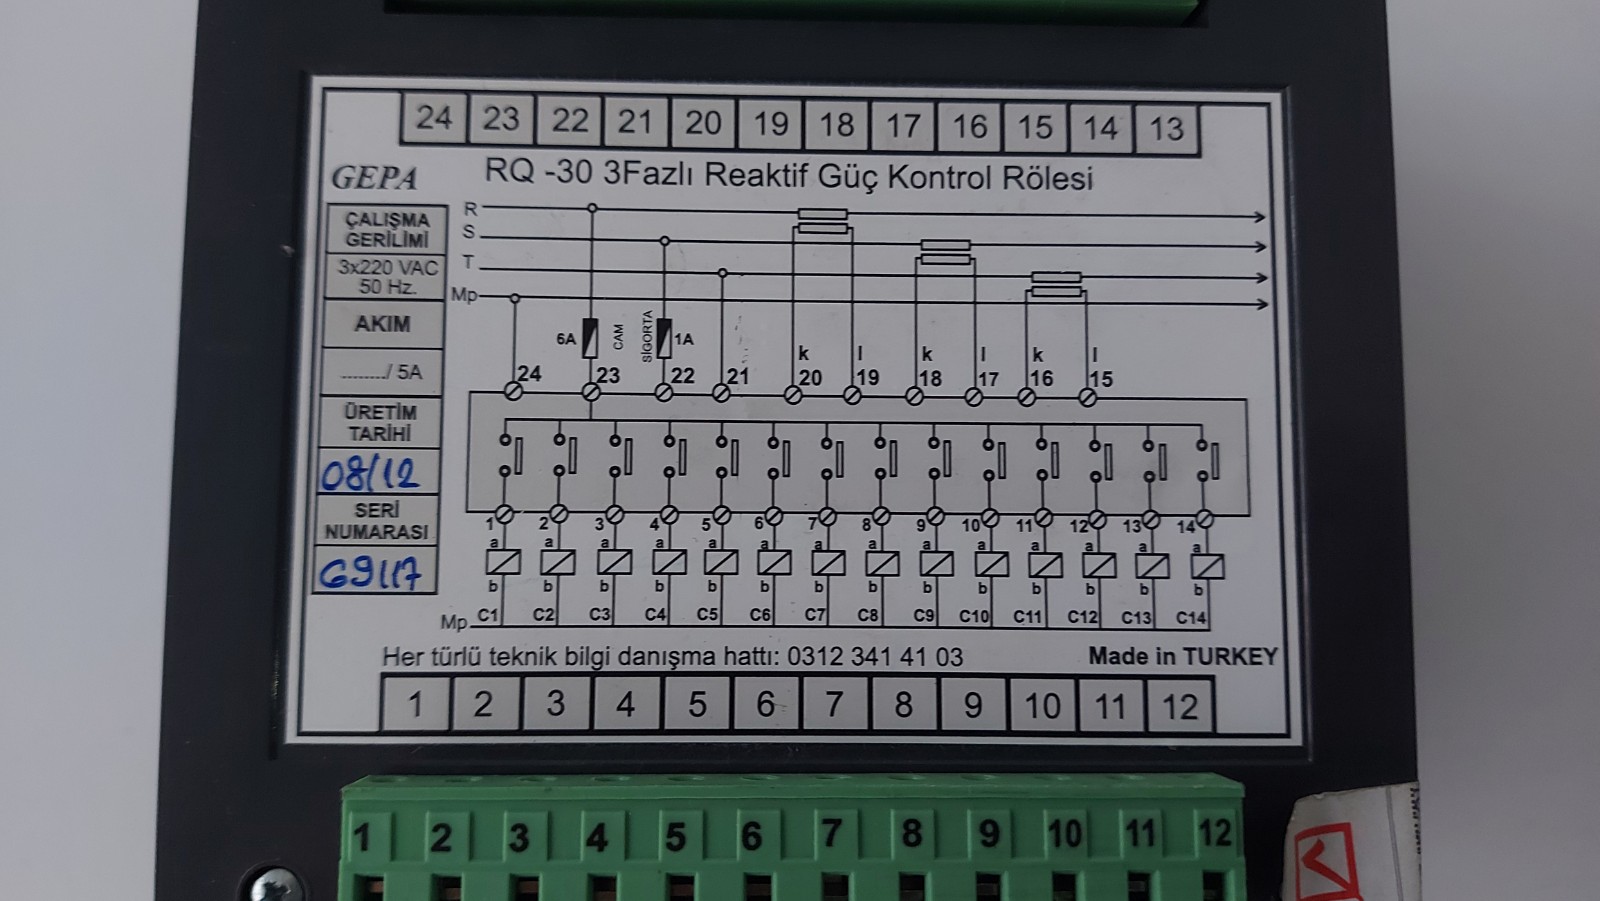 24 23 22 21 20 19 18 17 16 15 14 13
GEPA
RQ -30 3Fazlı Reaktif Güç Kontrol Rölesi
ÇALIŞMA
GERİLİMİ
3x220 VAC
50 Hz.
AKIM
......../ 5A
ÜRETİM
TARİHİ
08/12
SERİ
NUMARASI
69117
R
S
T
Mp
6A
CAM
SİGORTA
1A
k l k l k l
24 23 22 21 20 19 18 17 16 15
1 2 3 4 5 6 7 8 9 10 11 12 13 14
a a a a a a a a a a a a a a
b b b b b b b b b b b b b b
Mp C1 C2 C3 C4 C5 C6 C7 C8 C9 C10 C11 C12 C13 C14
Her türlü teknik bilgi danışma hattı: 0312 341 41 03
Made in TURKEY
1 2 3 4 5 6 7 8 9 10 11 12
1 2 3 4 5 6 7 8 9 10 11 12